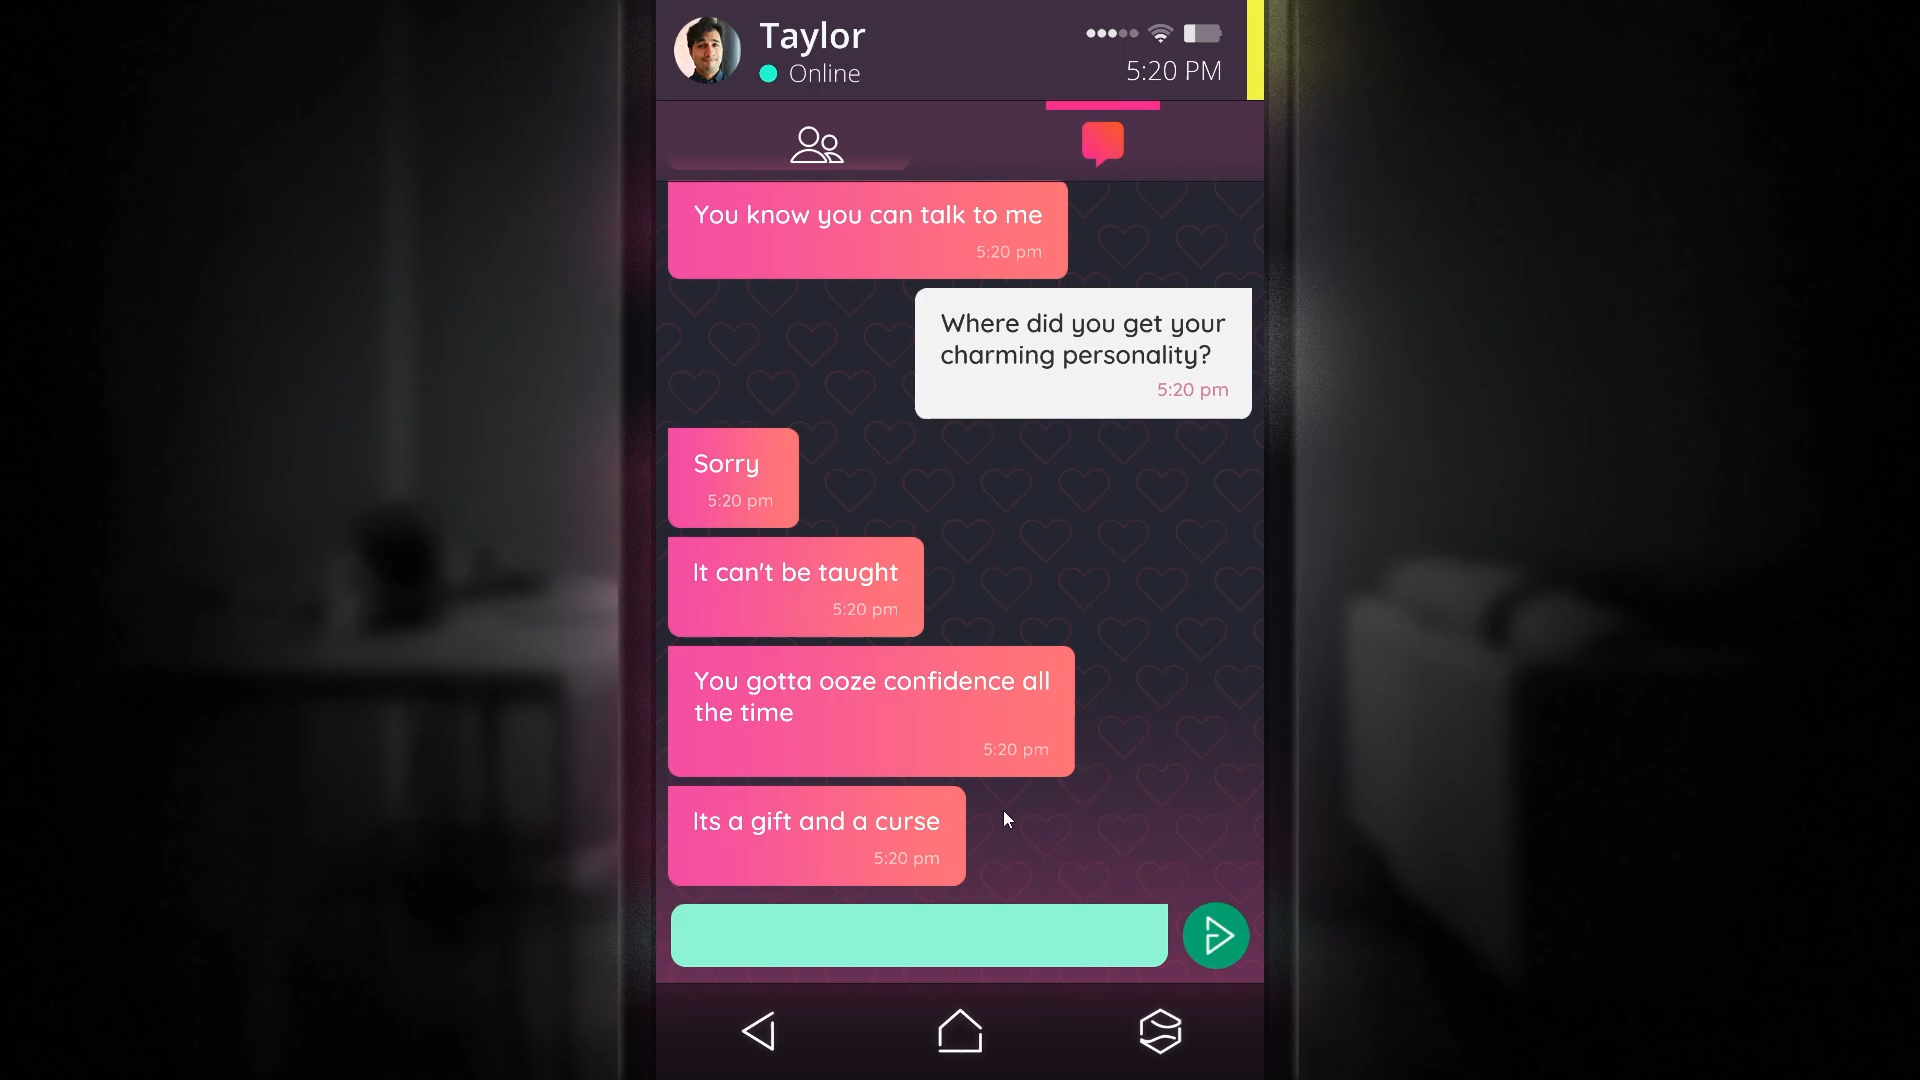 Taylor
Online
5:20 PM
You know you can talk to me
5:20 pm
Where did you get your
charming personality?
5:20 pm
Sorry
5:20 pm
It can't be taught
5:20 pm
You gotta ooze confidence all
the time
5:20 pm
Its a gift and a curse
5:20 pm